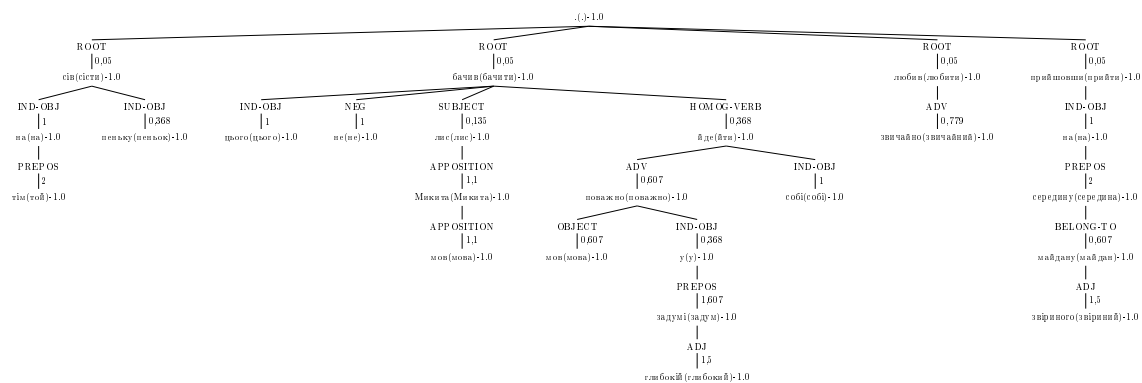 .(.)-1.0
ROOT ROOT ROOT ROOT
0,05 0,05 0,05 0,05
сів(сісти)-1.0 бачив(бачити)-1.0 любив(любити)-1.0 прийшовши(прийти)-1.0
IND-OBJ IND-OBJ IND-OBJ NEG SUBJECT HOMOG-VERB ADV IND-OBJ
1 0,368 1 1 0,135 0,368 0,779 1
на(на)-1.0 пеньку(пеньок)-1.0 цього(цього)-1.0 не(не)-1.0 лис(лис)-1.0 йде(йти)-1.0 звичайно(звичайний)-1.0 на(на)-1.0
PREPOS APPOSITION ADV IND-OBJ PREPOS
2 1,1 0,607 1 2
тім(той)-1.0 Микита(Микита)-1.0 поважно(поважно)-1.0 собі(собі)-1.0 середину(середина)-1.0
APPOSITION OBJECT IND-OBJ BELONG-TO
1,1 0,607 0,368 0,607
мов(мова)-1.0 мов(мова)-1.0 у(у)-1.0 майдану(майдан)-1.0
PREPOS ADJ
1,607 1,5
задумі(задум)-1.0 звіриного(звіриний)-1.0
ADJ
1,5
глибокій(глибокий)-1.0